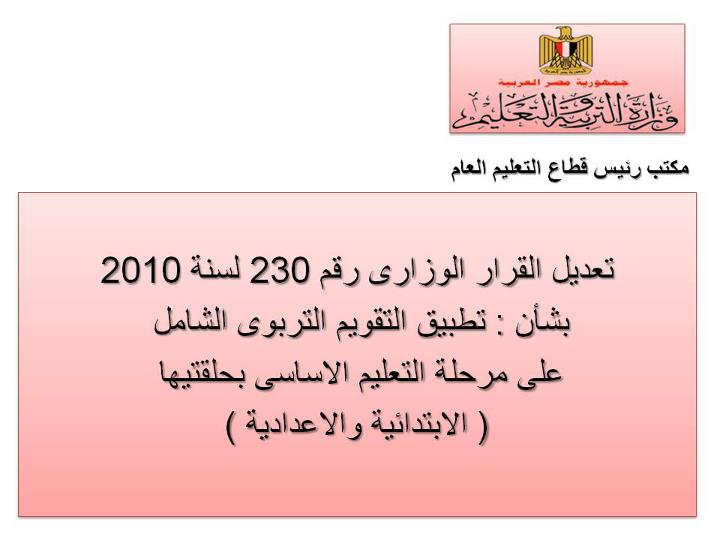 جمهورية مصر العربية
وزارة التربية والتعليم
مكتب رئيس قطاع التعليم العام
تعديل القرار الوزارى رقم 230 لسنة 2010
بشأن : تطبيق التقويم التربوى الشامل
على مرحلة التعليم الاساسى بحلقتيها
( الابتدائية والاعدادية )